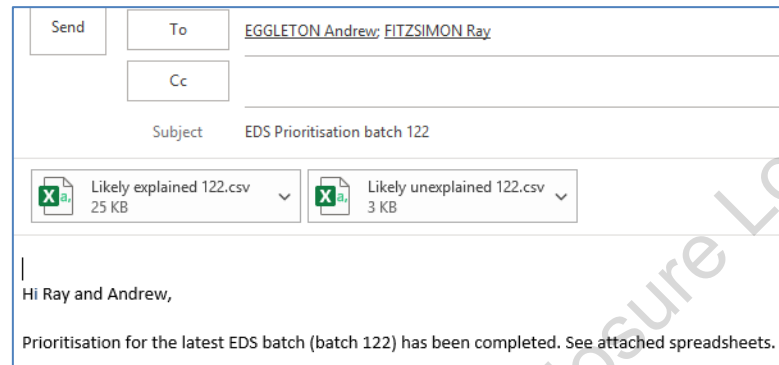 Send
To
EGGLETON Andrew; FITZSIMON Ray
Cc
Subject
EDS Prioritisation batch 122
Likely explained 122.csv
25 KB
Likely unexplained 122.csv
3 KB
Hi Ray and Andrew,
Prioritisation for the latest EDS batch (batch 122) has been completed. See attached spreadsheets.